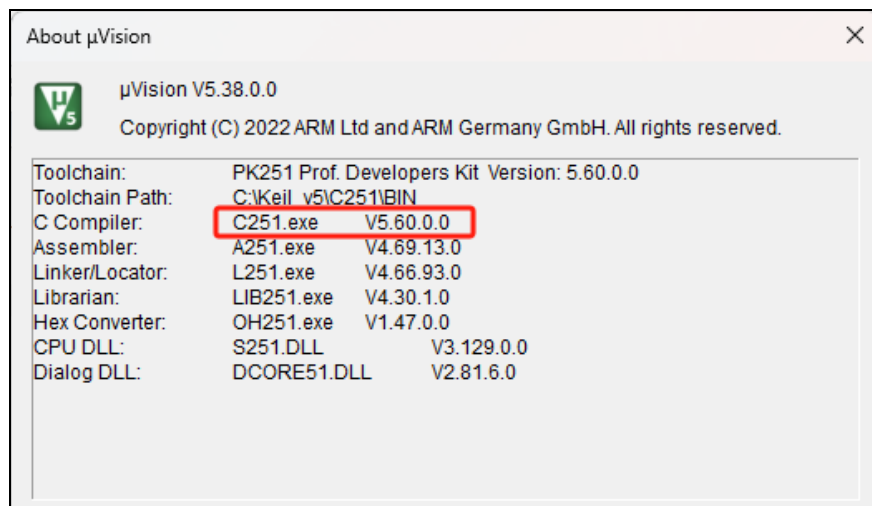 About µVision
µVision V5.38.0.0
Copyright (C) 2022 ARM Ltd and ARM Germany GmbH. All rights reserved.
Toolchain: PK251 Prof. Developers Kit Version: 5.60.0.0
Toolchain Path: C:\Keil_v5\C251\BIN
C Compiler: C251.exe V5.60.0.0
Assembler: A251.exe V4.69.13.0
Linker/Locator: L251.exe V4.66.93.0
Librarian: LIB251.exe V4.30.1.0
Hex Converter: OH251.exe V1.47.0.0
CPU DLL: S251.DLL V3.129.0.0
Dialog DLL: DCORE51.DLL V2.81.6.0